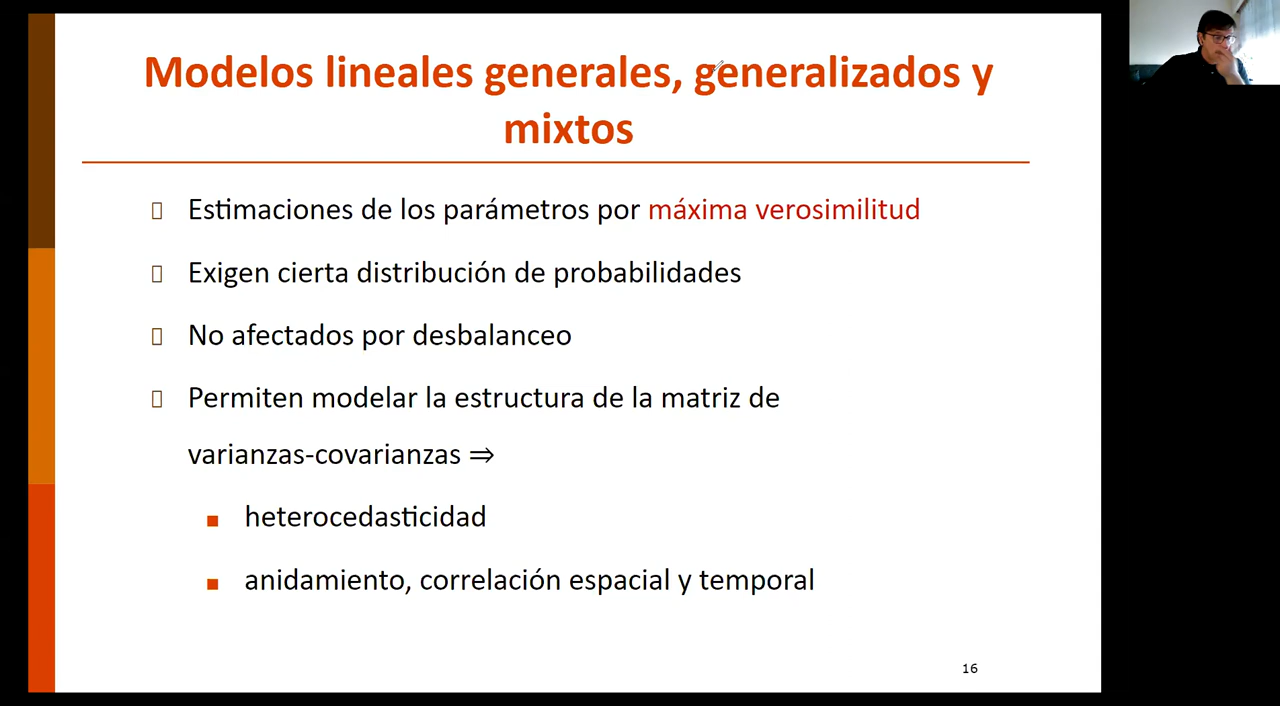 Modelos lineales generales, generalizados y
mixtos
Estimaciones de los parámetros por máxima verosimilitud
Exigen cierta distribución de probabilidades
No afectados por desbalanceo
Permiten modelar la estructura de la matriz de
varianzas-covarianzas ⇒
heterocedasticidad
anidamiento, correlación espacial y temporal
16